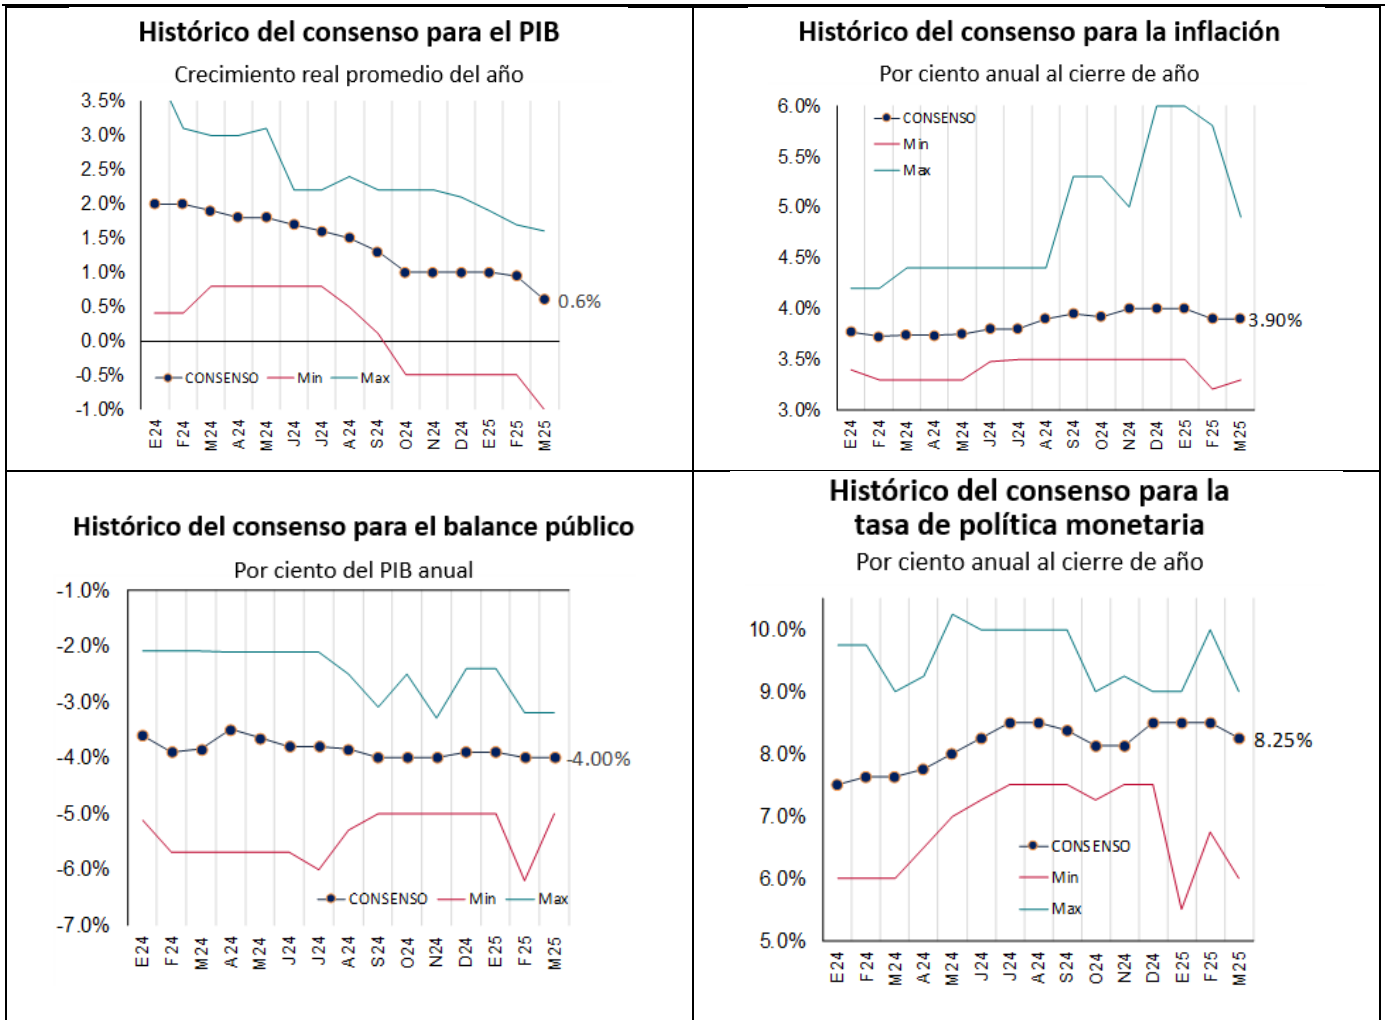 Histórico del consenso para el PIB
Crecimiento real promedio del año
3.5%
3.0%
2.5%
2.0%
1.5%
1.0%
0.5%
0.0%
-0.5%
-1.0%
0.6%
CONSENSO Min Max
E24 F24 M24 A24 M24 J24 J24 A24 S24 O24 N24 D24 E25 F25 M25
Histórico del consenso para la inflación
Por ciento anual al cierre de año
6.0%
5.5%
5.0%
4.5%
4.0%
3.5%
3.0%
CONSENSO
Min
Max
3.90%
E24 F24 M24 A24 M24 J24 J24 A24 S24 O24 N24 D24 E25 F25 M25
Histórico del consenso para el balance público
Por ciento del PIB anual
-1.0%
-2.0%
-3.0%
-4.0%
-5.0%
-6.0%
-7.0%
-4.00%
CONSENSO Min Max
E24 F24 M24 A24 M24 J24 J24 A24 S24 O24 N24 D24 E25 F25 M25
Histórico del consenso para la
tasa de política monetaria
Por ciento anual al cierre de año
10.0%
9.0%
8.0%
7.0%
6.0%
5.0%
8.25%
CONSENSO
Min
Max
E24 F24 M24 A24 M24 J24 J24 A24 S24 O24 N24 D24 E25 F25 M25